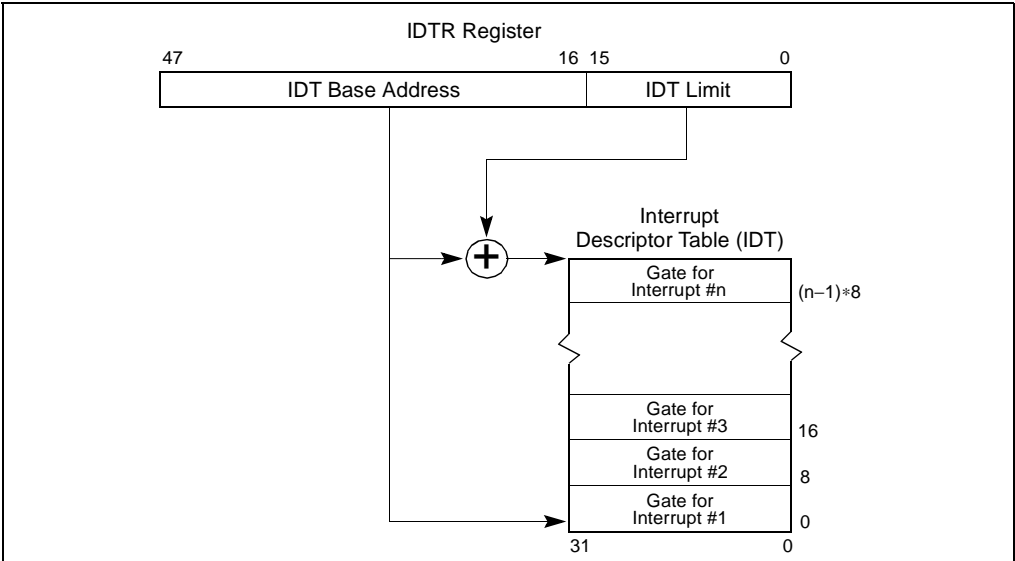 IDTR Register
47 16 15 0
IDT Base Address IDT Limit
+
Interrupt
Descriptor Table (IDT)
Gate for
Interrupt #n
(n−1)∗8
Gate for
Interrupt #3
16
Gate for
Interrupt #2
8
Gate for
Interrupt #1
0
31 0